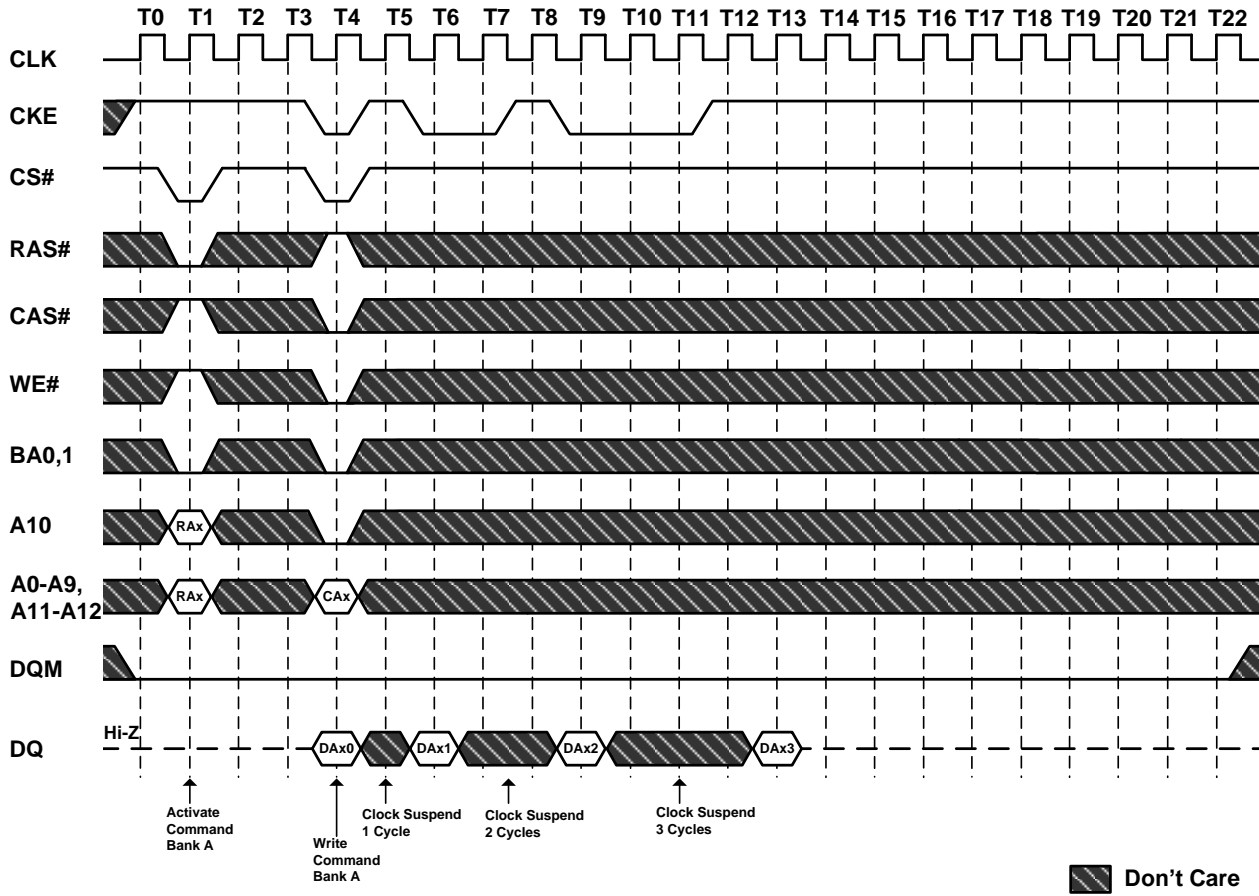 T0 T1 T2 T3 T4 T5 T6 T7 T8 T9 T10 T11 T12 T13 T14 T15 T16 T17 T18 T19 T20 T21 T22
CLK
CKE
CS#
RAS#
CAS#
WE#
BA0,1
A10
RAx
A0-A9,
A11-A12
RAx
CAx
DQM
DQ
Hi-Z
DAx0
DAx1
DAx2
DAx3
Activate
Command
Bank A
Write
Command
Bank A
Clock Suspend
1 Cycle
Clock Suspend
2 Cycles
Clock Suspend
3 Cycles
Don't Care